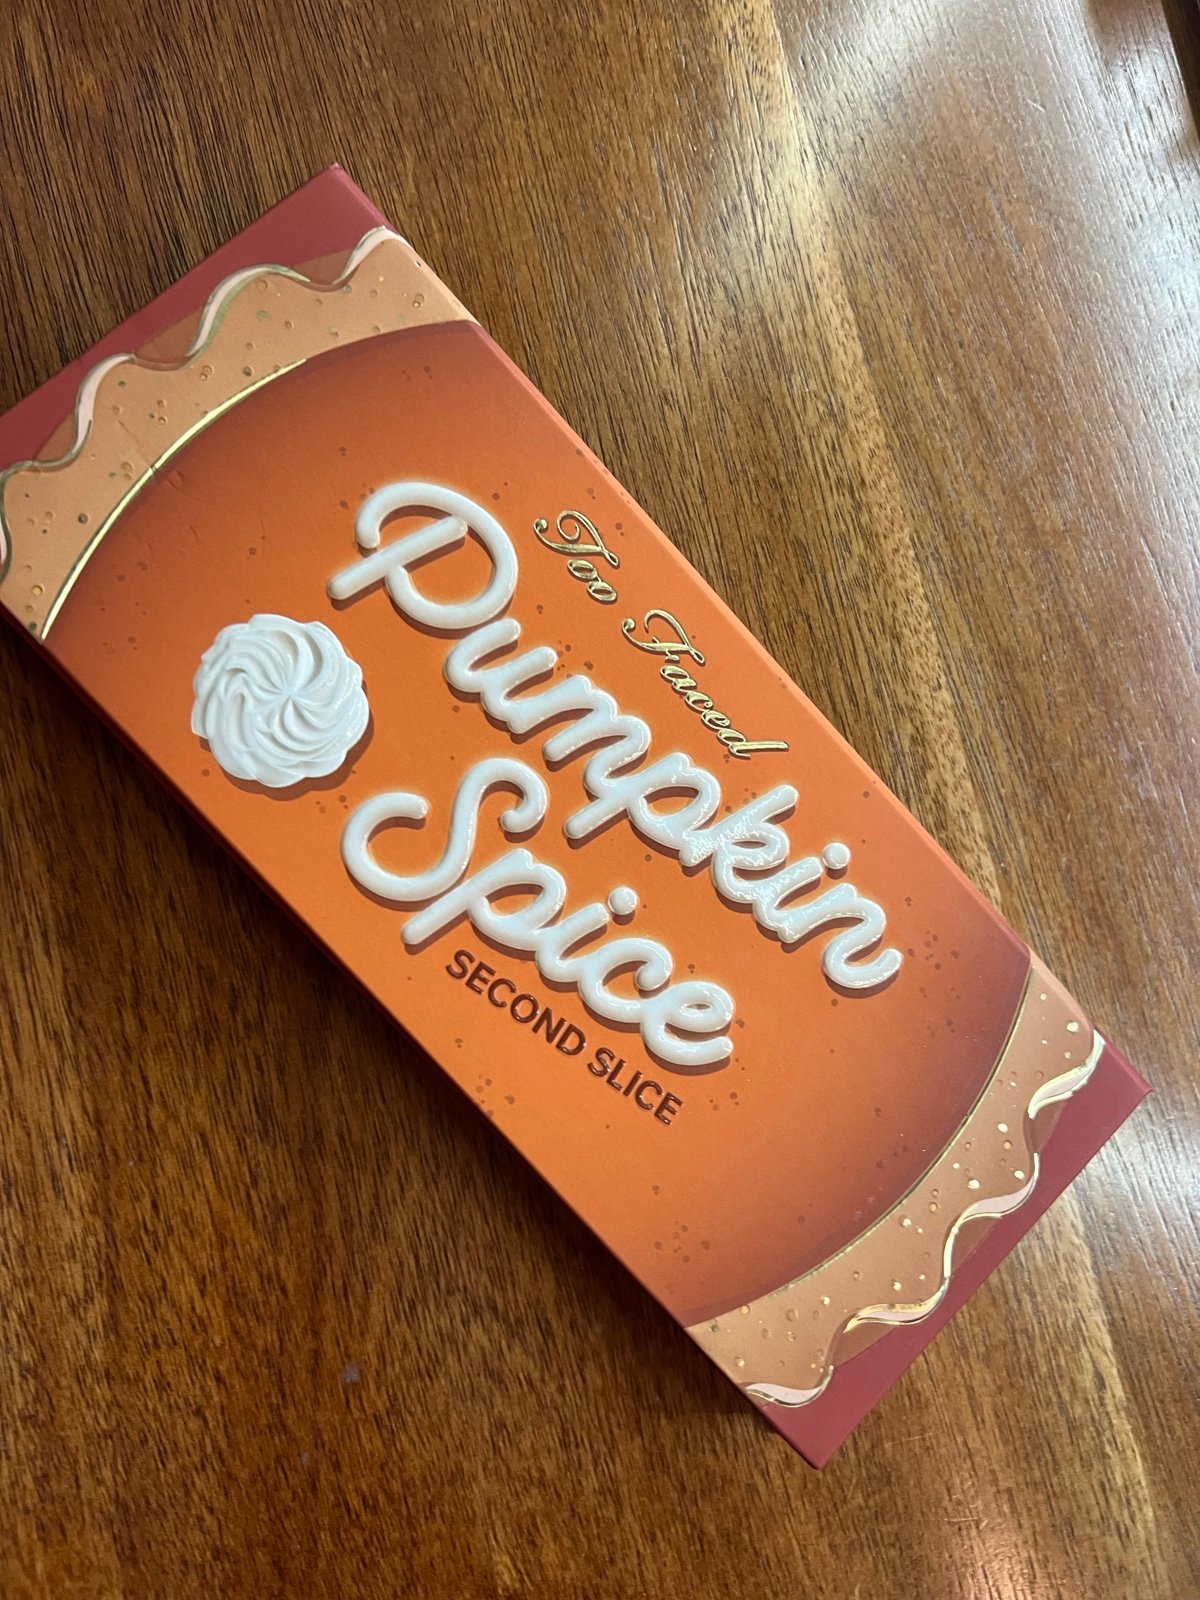 Too Faced
Pumpkin
Spice
SECOND SLICE